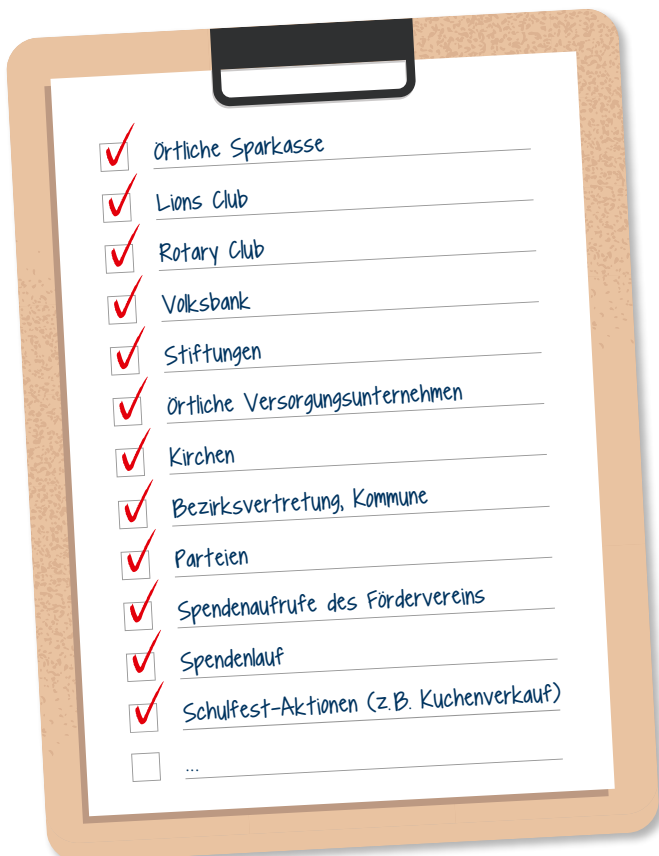 Örtliche Sparkasse
Lions Club
Rotary Club
Volksbank
Stiftungen
Örtliche Versorgungsunternehmen
Kirchen
Bezirksvertretung, Kommune
Parteien
Spendenaufrufe des Fördervereins
Spendenlauf
Schulfest-Aktionen (z.B. Kuchenverkauf)
...